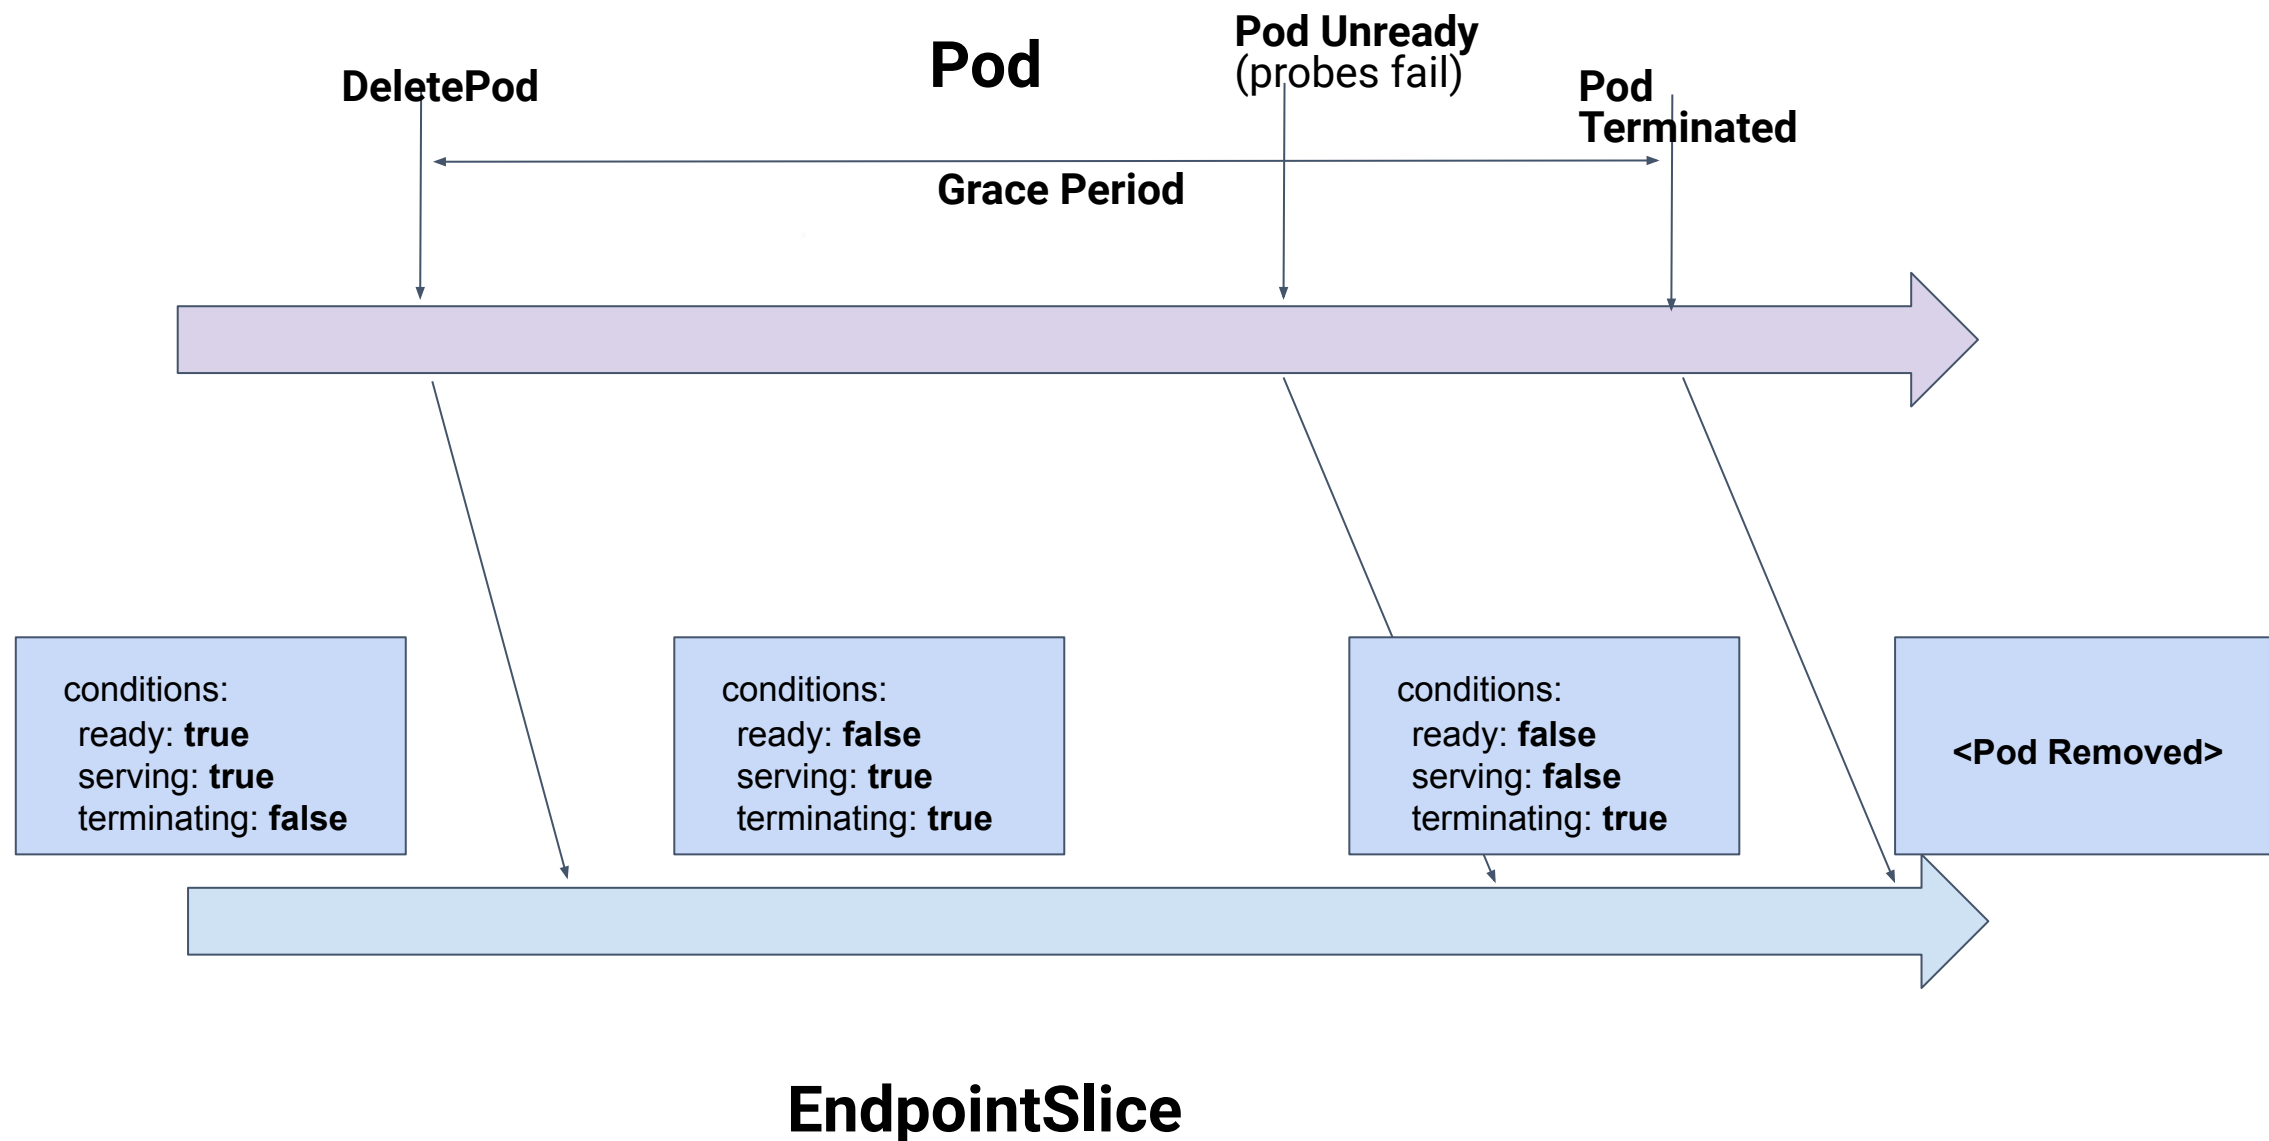 Pod
Pod Unready
(probes fail)
DeletePod
Pod
Terminated
Grace Period
conditions:
ready: true
serving: true
terminating: false
conditions:
ready: false
serving: true
terminating: true
conditions:
ready: false
serving: false
terminating: true
<Pod Removed>
EndpointSlice